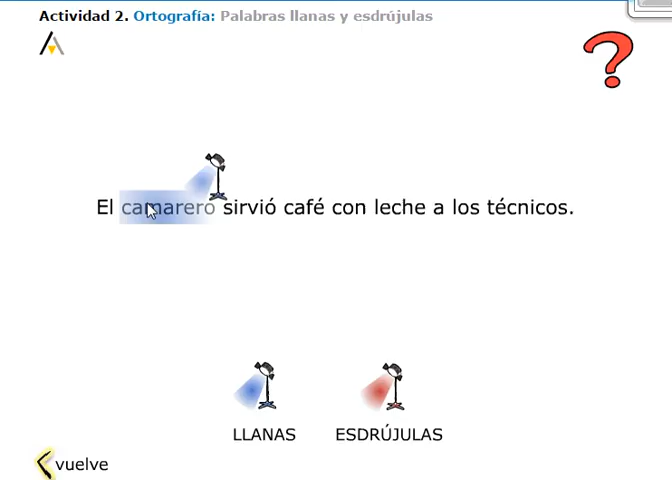 Actividad 2. Ortografía: Palabras llanas y esdrújulas
El camarero sirvió café con leche a los técnicos.
LLANAS ESDRÚJULAS
vuelve